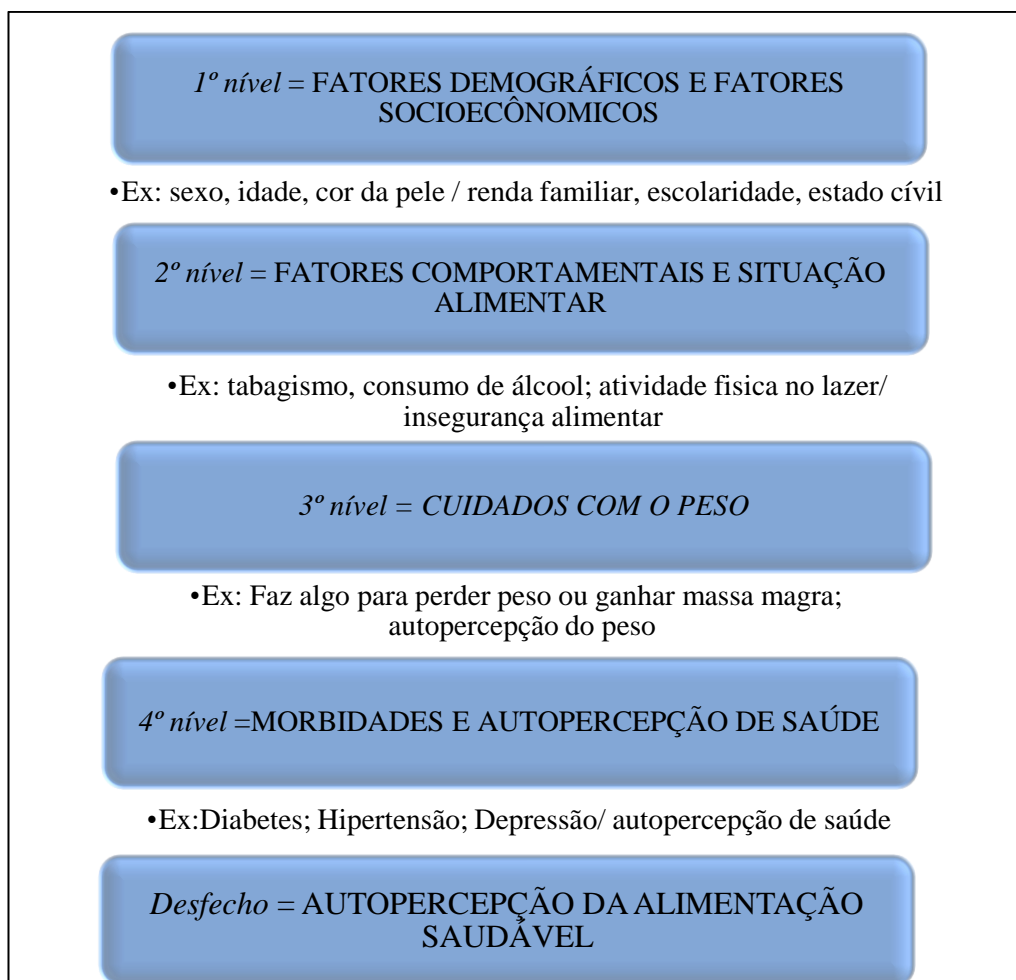 1º nível = FATORES DEMOGRÁFICOS E FATORES
SOCIOECÔNOMICOS
•Ex: sexo, idade, cor da pele / renda familiar, escolaridade, estado cívil
2º nível = FATORES COMPORTAMENTAIS E SITUAÇÃO
ALIMENTAR
•Ex: tabagismo, consumo de álcool; atividade fisica no lazer/
insegurança alimentar
3º nível = CUIDADOS COM O PESO
•Ex: Faz algo para perder peso ou ganhar massa magra;
autopercepção do peso
4º nível =MORBIDADES E AUTOPERCEPÇÃO DE SAÚDE
•Ex:Diabetes; Hipertensão; Depressão/ autopercepção de saúde
Desfecho = AUTOPERCEPÇÃO DA ALIMENTAÇÃO
SAUDÁVEL